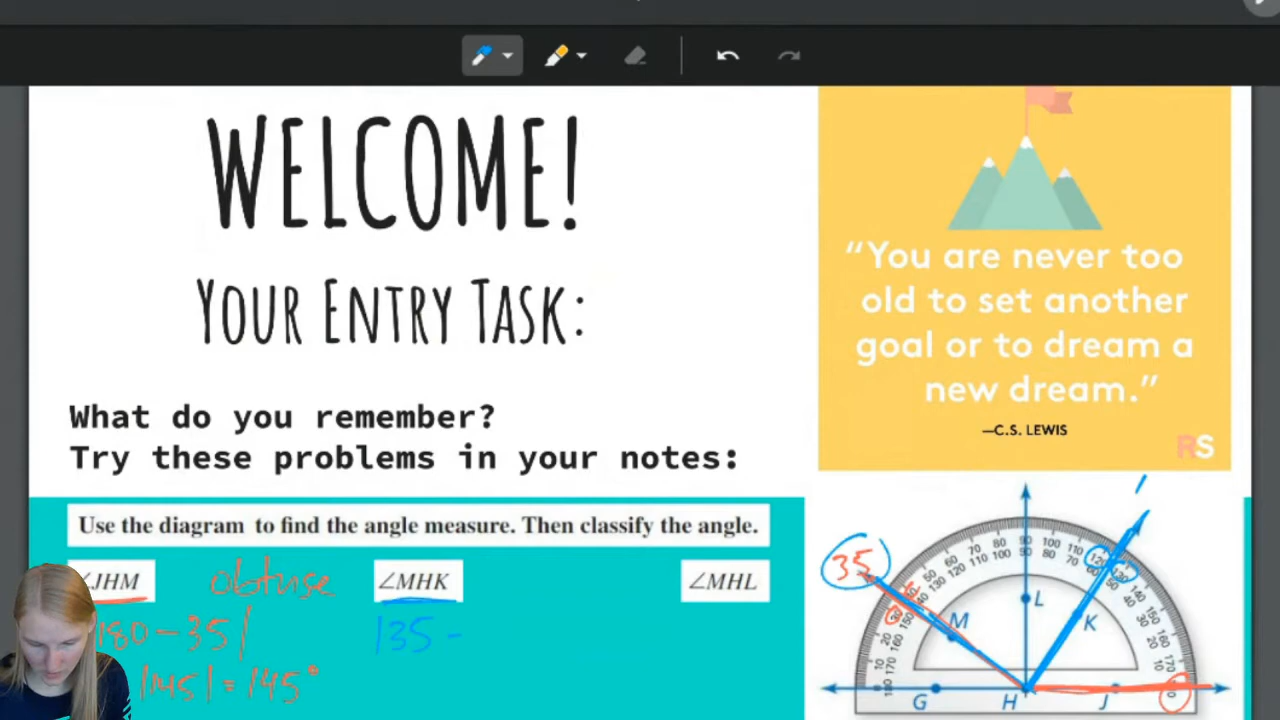 WELCOME!
YOUR ENTRY TASK:
What do you remember?
Try these problems in your notes:
"You are never too
old to set another
goal or to dream a
new dream."
—C.S. LEWIS
RS
Use the diagram to find the angle measure. Then classify the angle.
∠JHM obtuse
180 - 35|
|145| = 145°
∠MHK
|35 -
∠MHL
35
M
L
K
G
H
J